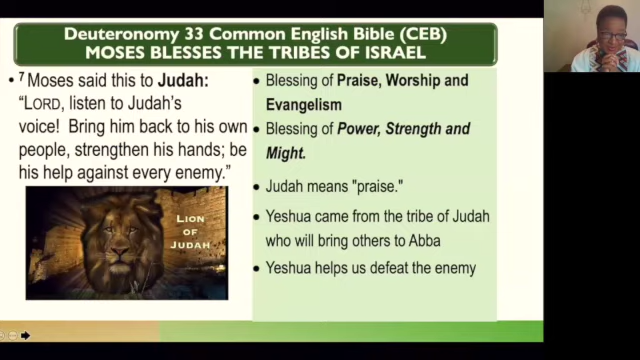 Deuteronomy 33 Common English Bible (CEB)
MOSES BLESSES THE TRIBES OF ISRAEL
• 7 Moses said this to Judah:
“LORD, listen to Judah’s
voice! Bring him back to his own
people, strengthen his hands; be
his help against every enemy.”
LION
OF
JUDAH
• Blessing of Praise, Worship and
Evangelism
• Blessing of Power, Strength and
Might.
• Judah means "praise."
• Yeshua came from the tribe of Judah
who will bring others to Abba
• Yeshua helps us defeat the enemy